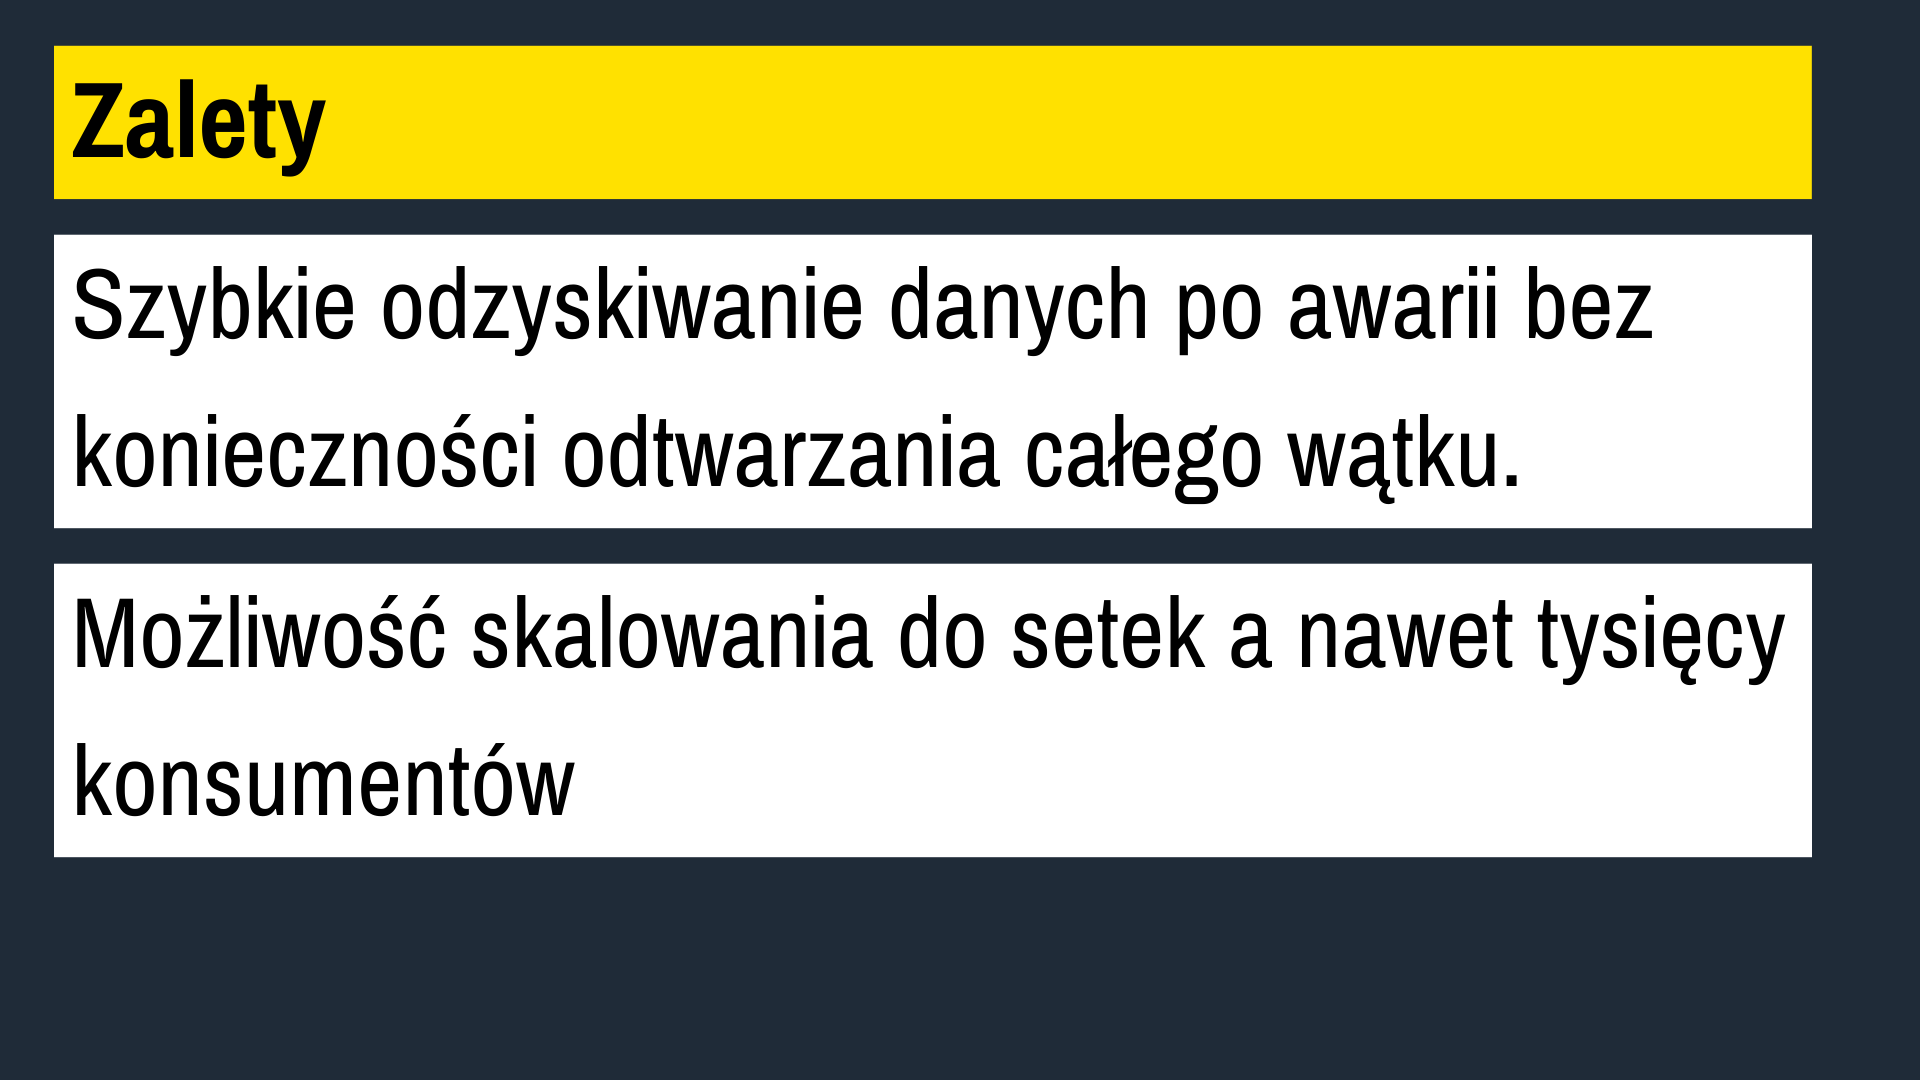 Zalety
Szybkie odzyskiwanie danych po awarii bez
konieczności odtwarzania całego wątku.
Możliwość skalowania do setek a nawet tysięcy
konsumentów